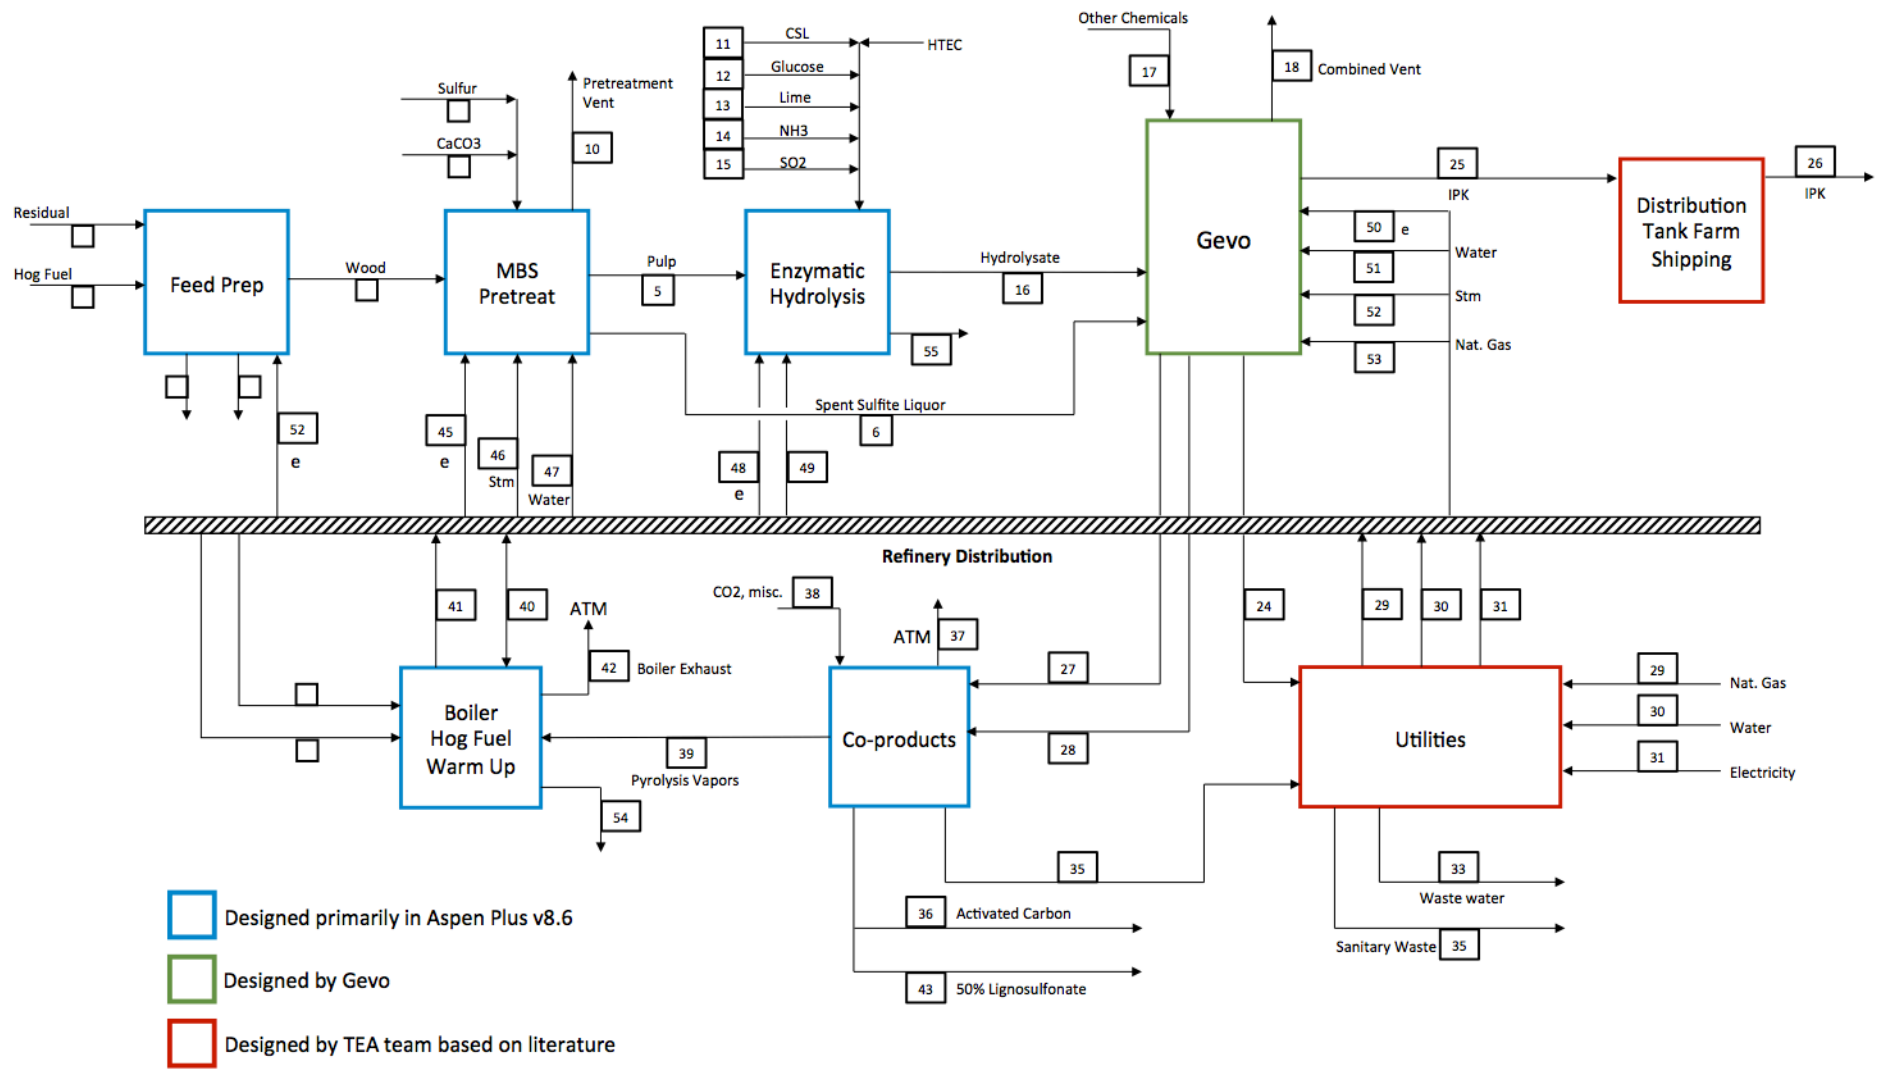 Other Chemicals
17
18
Combined Vent
11
CSL
HTEC
12
Glucose
13
Lime
14
NH3
15
SO2
Sulfur
CaCO3
Pretreatment
Vent
10
Residual
Hog Fuel
Feed Prep
Wood
MBS
Pretreat
Pulp
5
Enzymatic
Hydrolysis
Hydrolysate
16
55
Gevo
25
IPK
50
e
Water
51
Stm
52
Nat. Gas
53
Distribution
Tank Farm
Shipping
26
IPK
Spent Sulfite Liquor
6
52
e
45
e
46
Stm
47
Water
48
e
49
Refinery Distribution
41
40
ATM
42
Boiler Exhaust
Boiler
Hog Fuel
Warm Up
54
39
Pyrolysis Vapors
CO2, misc.
38
ATM
37
Co-products
27
28
24
29
30
31
Utilities
29
Nat. Gas
30
Water
31
Electricity
35
33
Waste water
Sanitary Waste
35
36
Activated Carbon
43
50% Lignosulfonate
Designed primarily in Aspen Plus v8.6
Designed by Gevo
Designed by TEA team based on literature